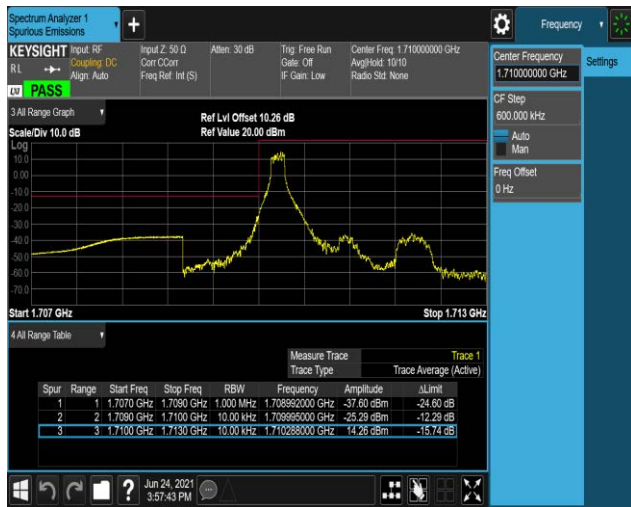 Spectrum Analyzer 1
Spurious Emissions
Frequency
KEYSIGHT Input: RF Input Z: 50 Ω Atten: 30 dB Trig: Free Run Center Freq: 1.710000000 GHz
RL Coupling: DC Corr CCorr Gate: Off Avg|Hold: 10/10
Align: Auto Freq Ref: Int (S) IF Gain: Low Radio Std: None
LXI PASS
Center Frequency
1.710000000 GHz
Settings
CF Step
600.000 kHz
Auto
Man
Freq Offset
0 Hz
3 All Range Graph
Ref Lvl Offset 10.26 dB
Scale/Div 10.0 dB Ref Value 20.00 dBm
Log
10.0
0.00
-10.0
-20.0
-30.0
-40.0
-50.0
-60.0
-70.0
Start 1.707 GHz Stop 1.713 GHz
4 All Range Table
Measure Trace Trace 1
Trace Type Trace Average (Active)
Spur Range Start Freq Stop Freq RBW Frequency Amplitude ΔLimit
1 1 1.7070 GHz 1.7090 GHz 1.000 MHz 1.708992000 GHz -37.60 dBm -24.60 dB
2 2 1.7090 GHz 1.7100 GHz 10.00 kHz 1.709995000 GHz -25.29 dBm -12.29 dB
3 3 1.7100 GHz 1.7130 GHz 10.00 kHz 1.710288000 GHz 14.26 dBm -15.74 dB
Jun 24, 2021
3:57:43 PM